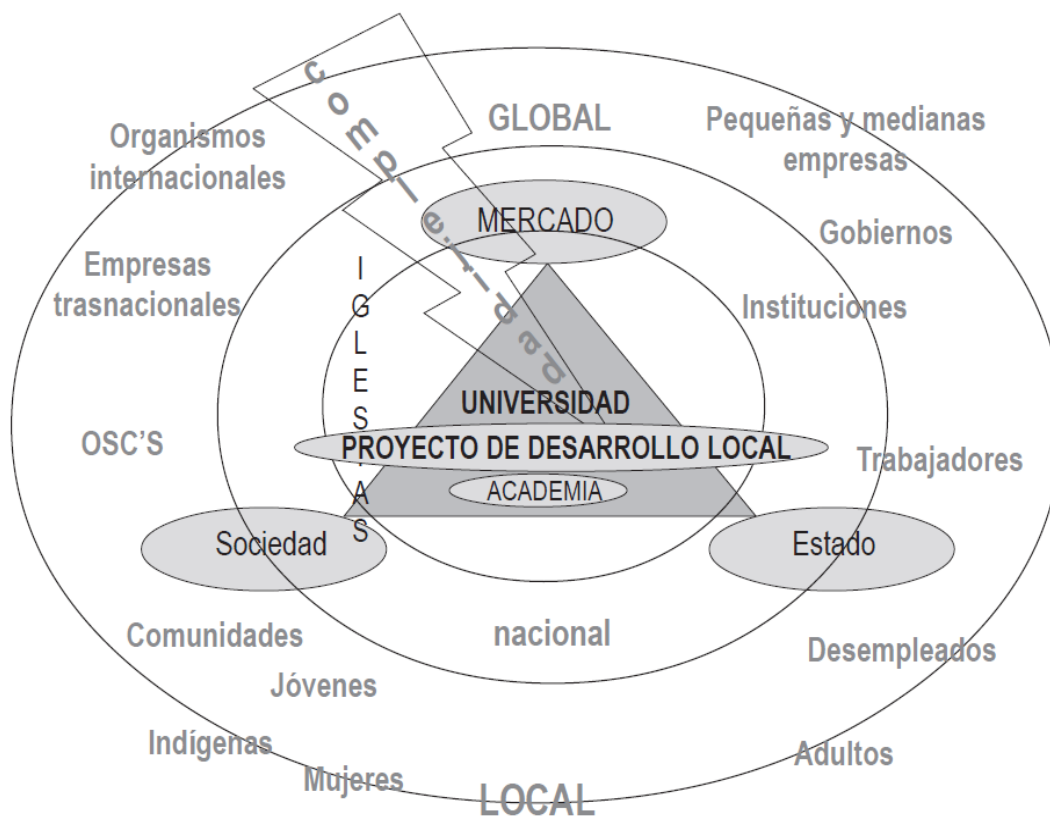 complejidad
GLOBAL
Organismos
internacionales
Pequeñas y medianas
empresas
MERCADO
Gobiernos
Empresas
trasnacionales
IGLESIAS
Instituciones
UNIVERSIDAD
PROYECTO DE DESARROLLO LOCAL
OSC'S
Trabajadores
ACADEMIA
Sociedad
Estado
Comunidades
nacional
Desempleados
Jóvenes
Indígenas
Mujeres
Adultos
LOCAL